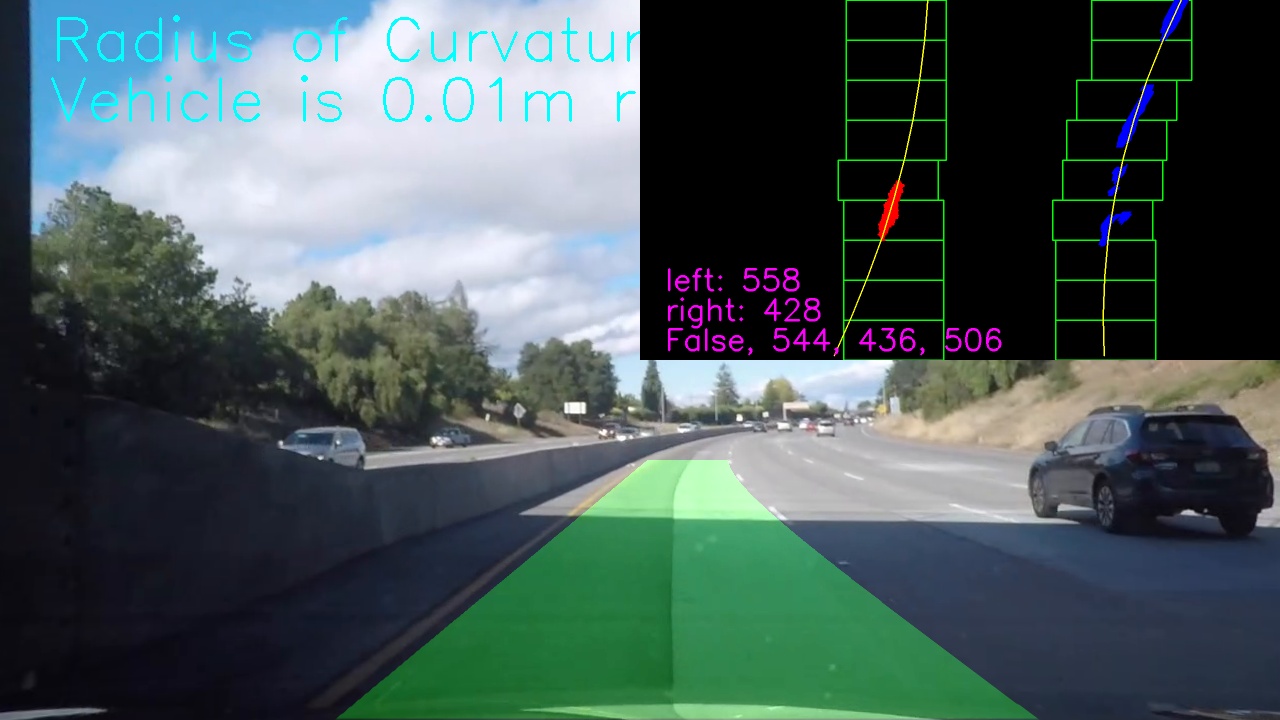 Radius of Curvatur
Vehicle is 0.01m r
left: 558
right: 428
False, 544, 436, 506